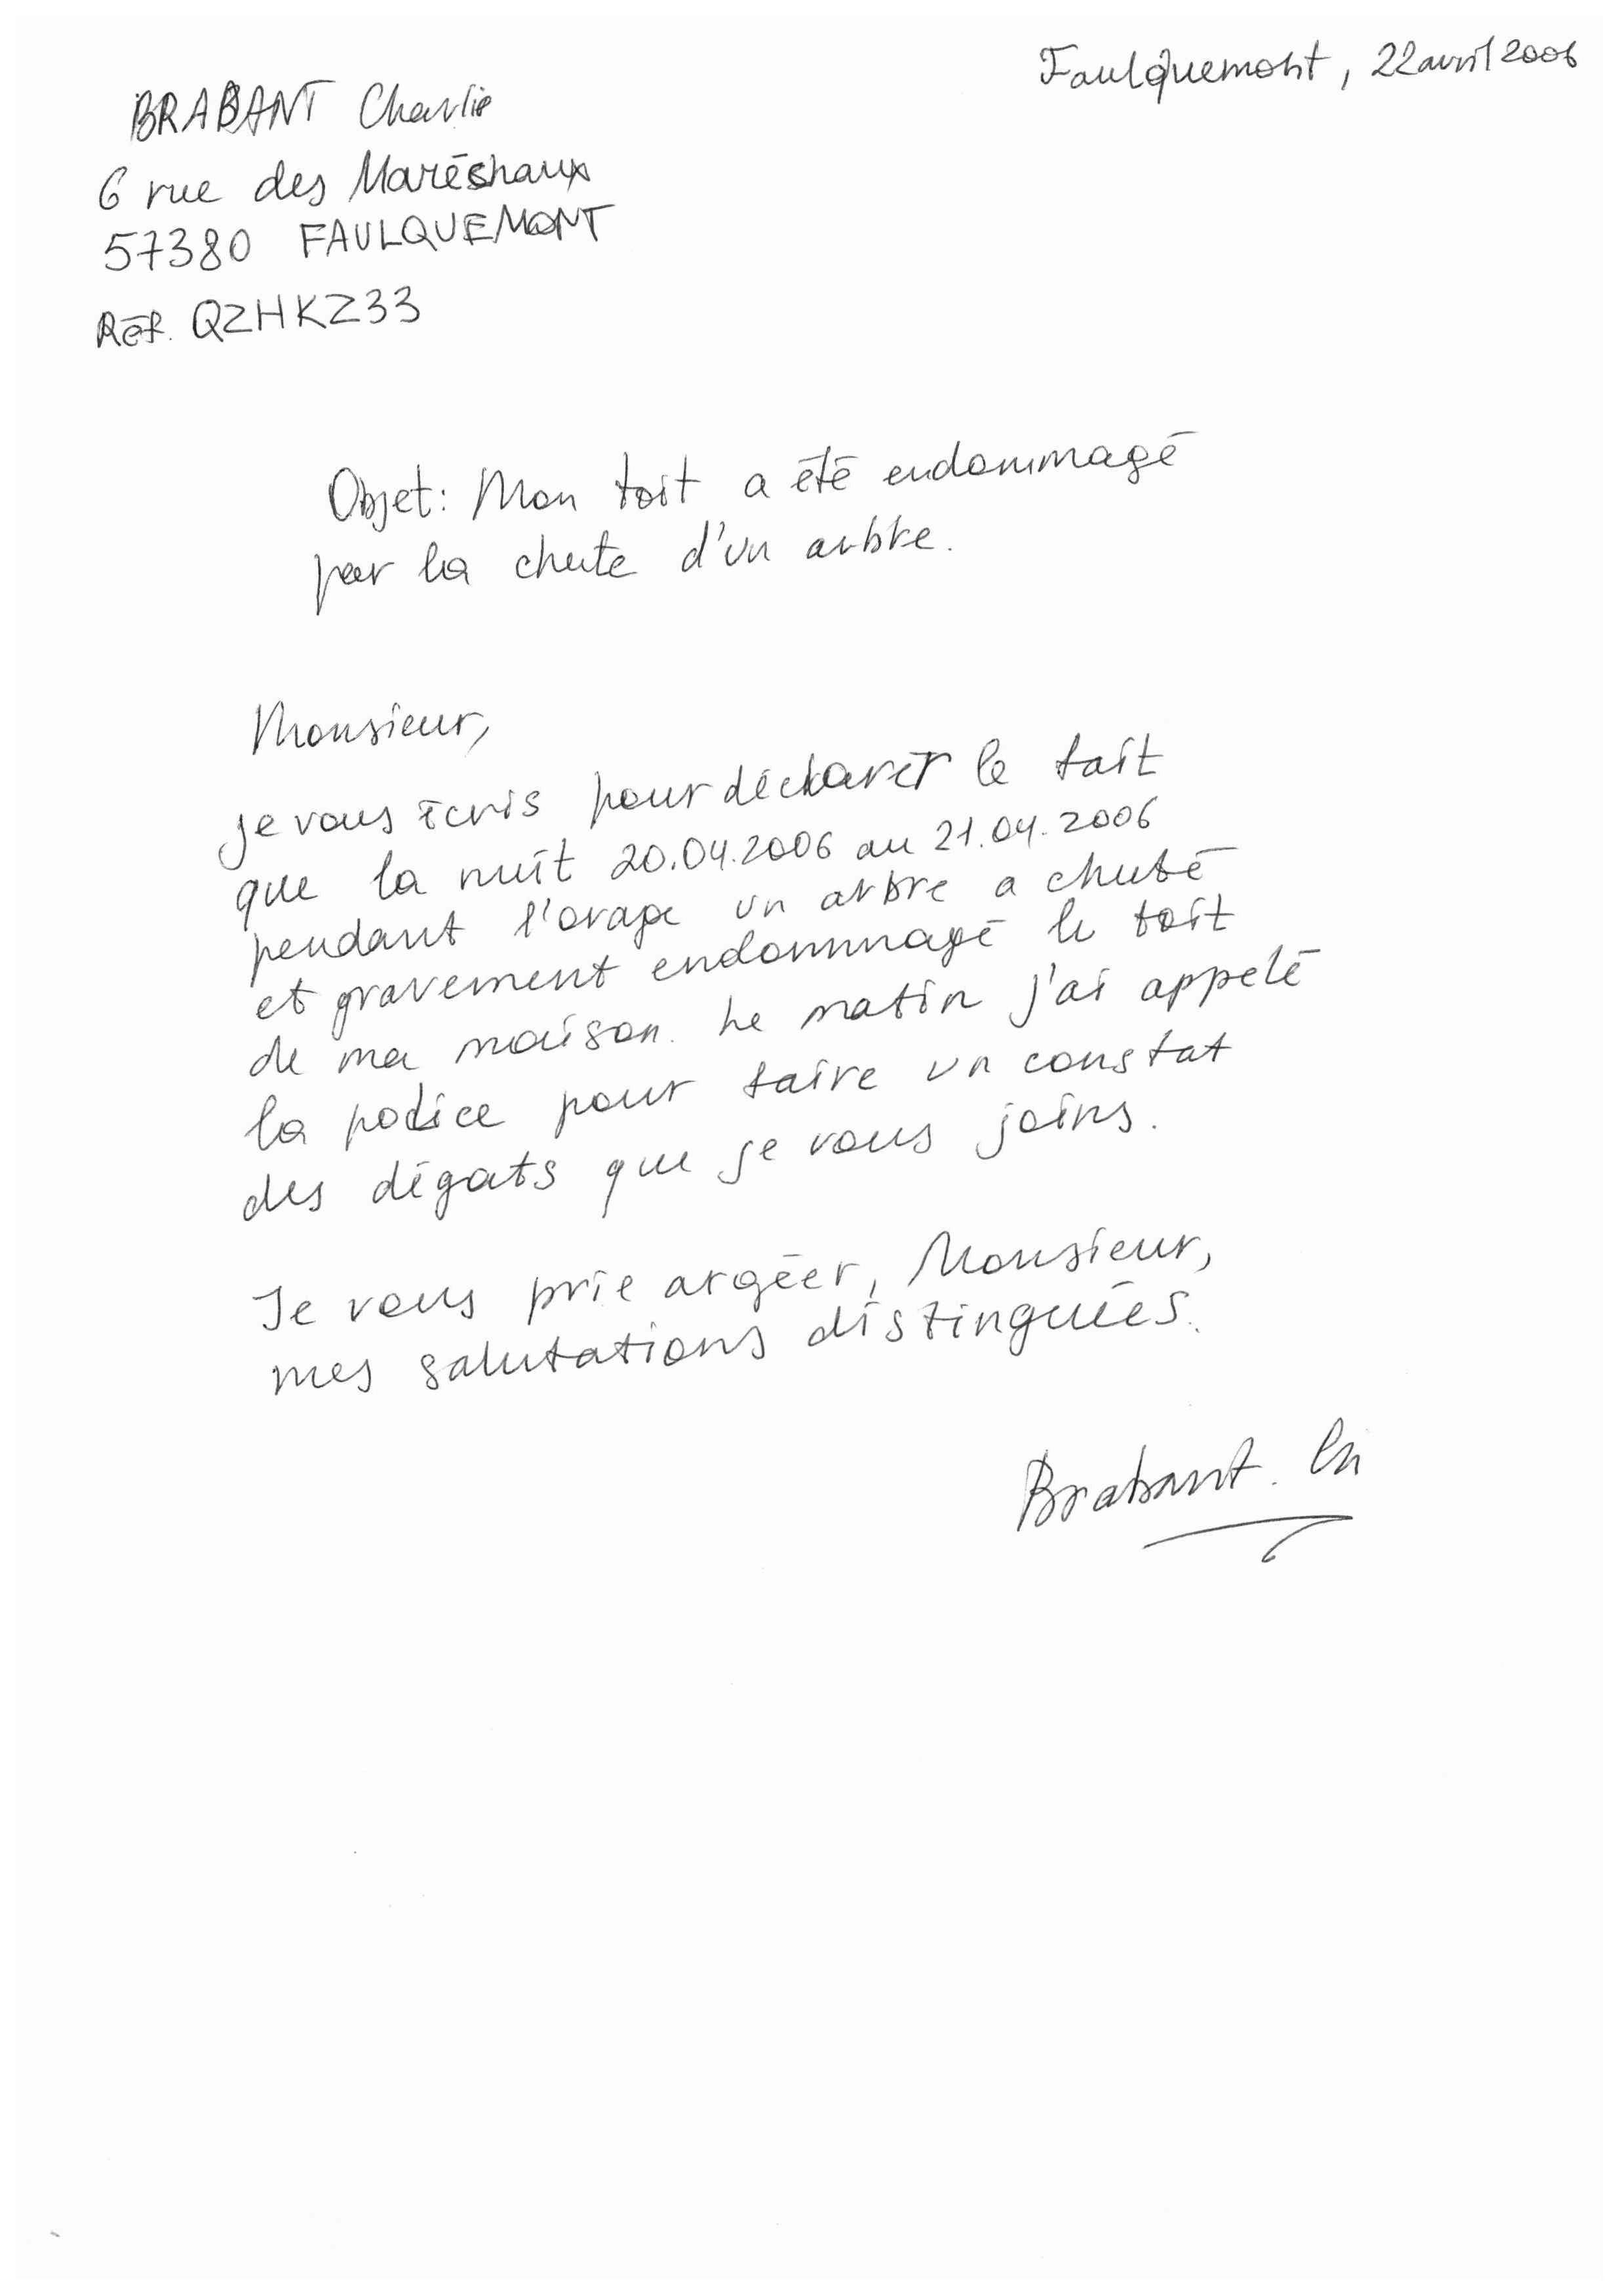 Faulquemont, 22 avril 2006
BRABANT Charlie
6 rue des Maréshaux
57380 FAULQUEMONT
Réf. QZHKZ33
Objet: Mon toit a été endommagé
par la chute d'un arbre.
Monsieur,
je vous écris pour déclarer le fait
que la nuit 20.04.2006 au 21.04.2006
pendant l'orage un arbre a chuté
et gravement endommagé le toit
de ma maison. Le matin j'ai appelé
la police pour faire un constat
des dégats que je vous joins.
Je vous prie argéer, Monsieur,
mes salutations distinguées.
Brabant. Ch